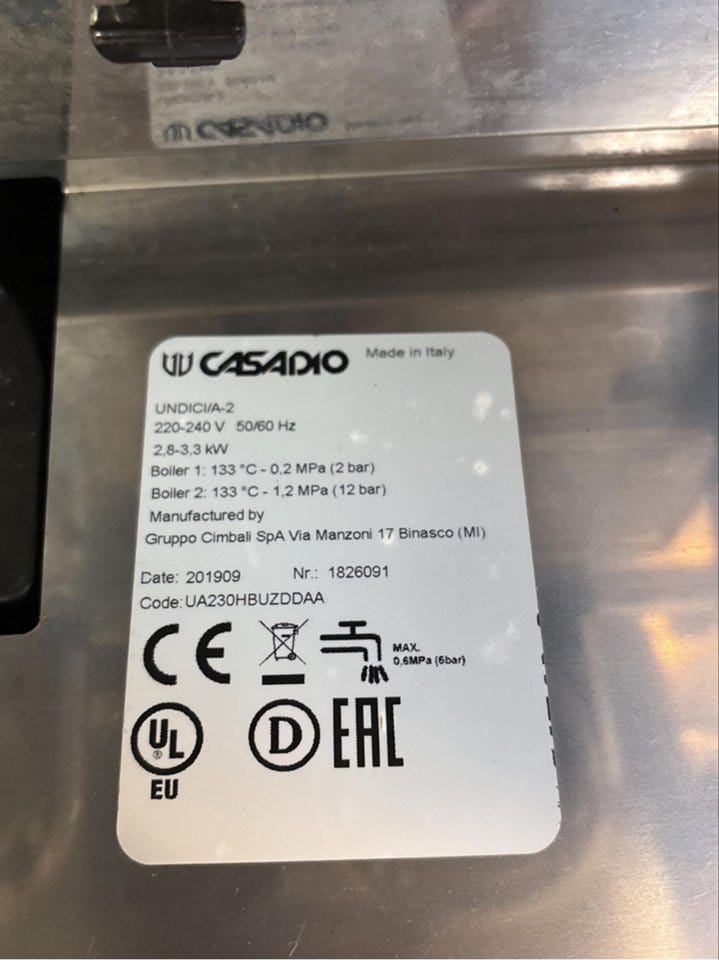 CASADIO Made in Italy
UNDICI/A-2
220-240 V 50/60 Hz
2,8-3,3 kW
Boiler 1: 133 °C - 0,2 MPa (2 bar)
Boiler 2: 133 °C - 1,2 MPa (12 bar)
Manufactured by
Gruppo Cimbali SpA Via Manzoni 17 Binasco (MI)
Date: 201909 Nr.: 1826091
Code: UA230HBUZDDAA
CE
MAX.
0,6MPa (6bar)
UL ® D EAC
EU